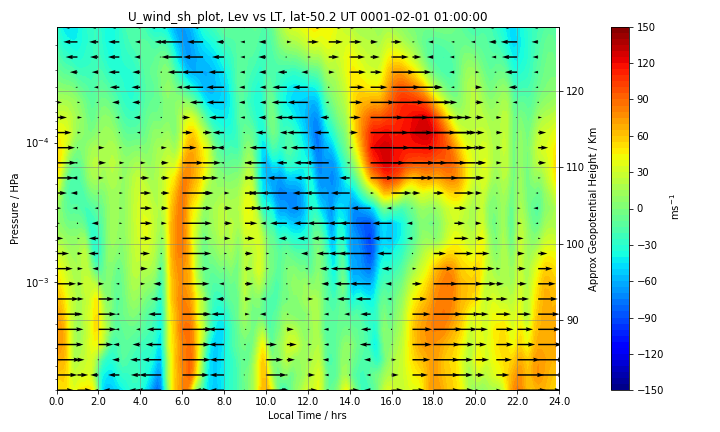 U_wind_sh_plot, Lev vs LT, lat-50.2 UT 0001-02-01 01:00:00
Pressure / HPa
10⁻⁴
10⁻³
0.0 2.0 4.0 6.0 8.0 10.0 12.0 14.0 16.0 18.0 20.0 22.0 24.0
Local Time / hrs
120
110
100
90
Approx Geopotential Height / Km
150
120
90
60
30
0
−30
−60
−90
−120
−150
ms⁻¹